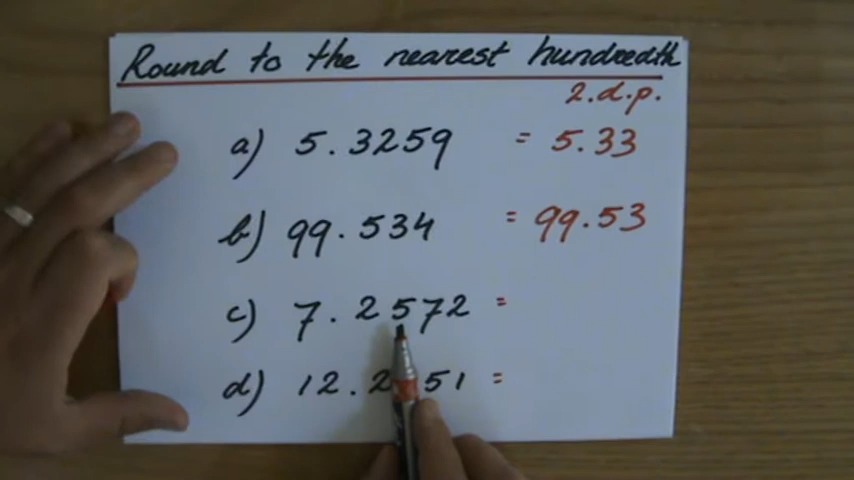 Round to the nearest hundredth
2.d.p.
a) 5.3259 = 5.33
b) 99.534 = 99.53
c) 7.2572 =
d) 12.2 51 =